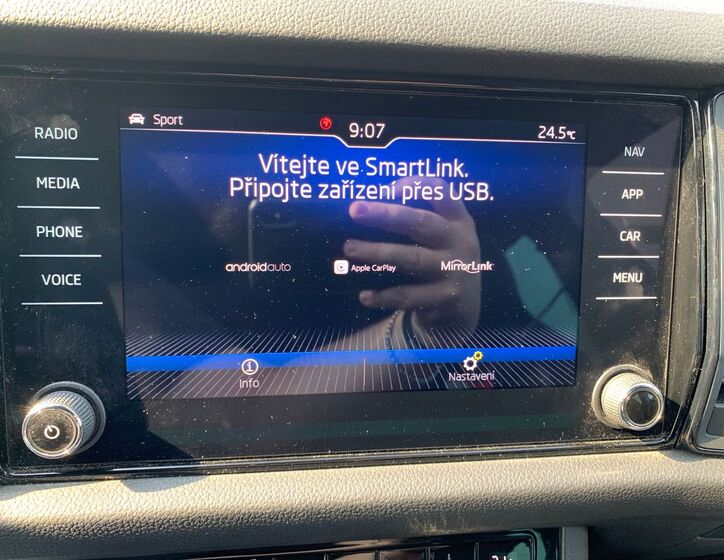 RADIO
MEDIA
PHONE
VOICE
Sport
9:07
24.5°C
Vítejte ve SmartLink.
Připojte zařízení přes USB.
androidauto
Apple CarPlay
MirrorLink
Info
Nastavení
NAV
APP
CAR
MENU